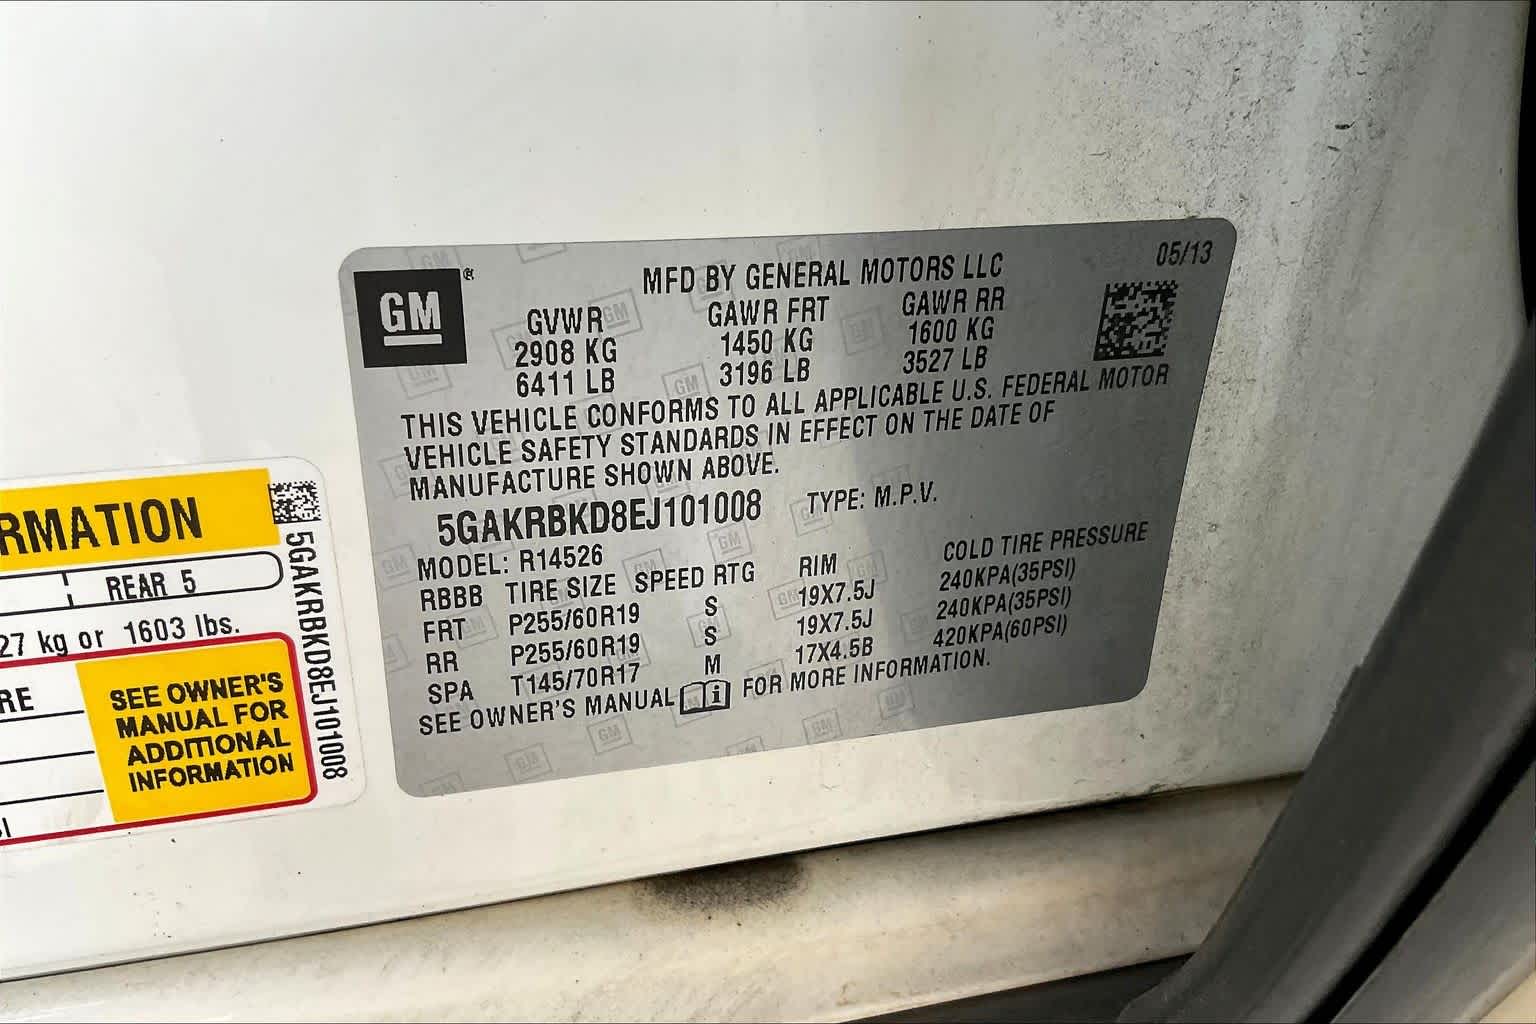 GM®
MFD BY GENERAL MOTORS LLC
05/13
GVWR GAWR FRT GAWR RR
2908 KG 1450 KG 1600 KG
6411 LB 3196 LB 3527 LB
THIS VEHICLE CONFORMS TO ALL APPLICABLE U.S. FEDERAL MOTOR
VEHICLE SAFETY STANDARDS IN EFFECT ON THE DATE OF
MANUFACTURE SHOWN ABOVE.
5GAKRBKD8EJ101008 TYPE: M.P.V.
MODEL: R14526
RBBB TIRE SIZE SPEED RTG RIM COLD TIRE PRESSURE
FRT P255/60R19 S 19X7.5J 240KPA(35PSI)
RR P255/60R19 S 19X7.5J 240KPA(35PSI)
SPA T145/70R17 M 17X4.5B 420KPA(60PSI)
SEE OWNER'S MANUAL FOR MORE INFORMATION.
RMATION
REAR 5
27 kg or 1603 lbs.
RE
SEE OWNER'S
MANUAL FOR
ADDITIONAL
INFORMATION
5GAKRBKD8EJ101008